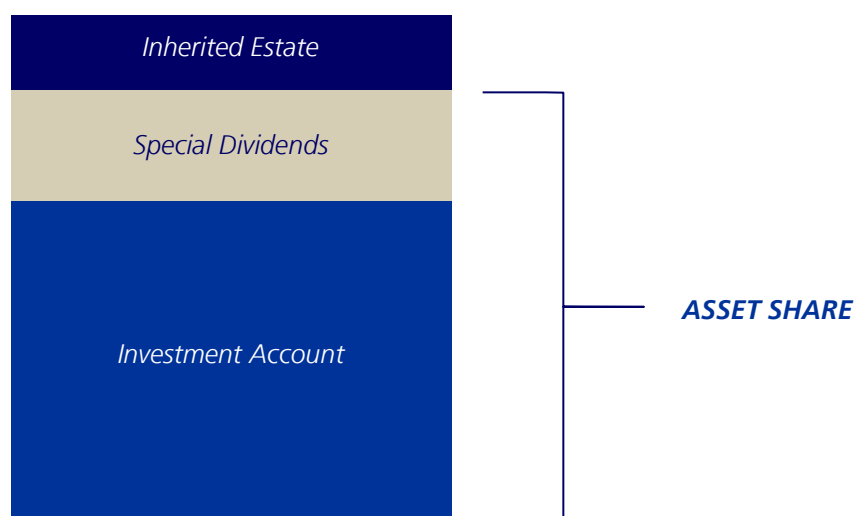 Inherited Estate
Special Dividends
ASSET SHARE
Investment Account